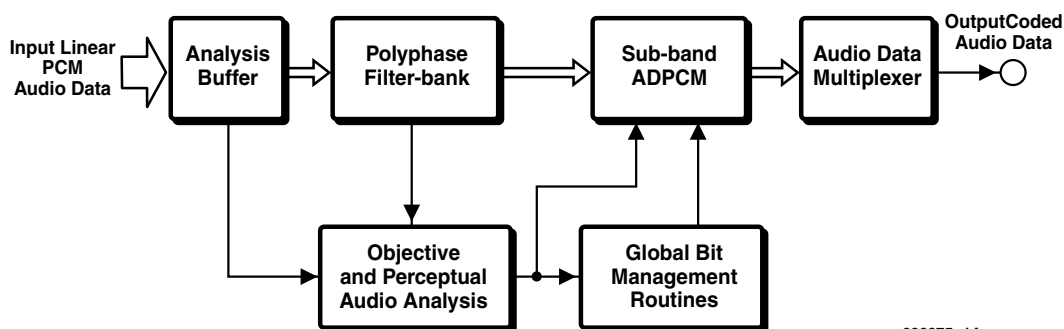 Input Linear
PCM
Audio Data
Analysis
Buffer
Polyphase
Filter-bank
Sub-band
ADPCM
Audio Data
Multiplexer
OutputCoded
Audio Data
Objective
and Perceptual
Audio Analysis
Global Bit
Management
Routines